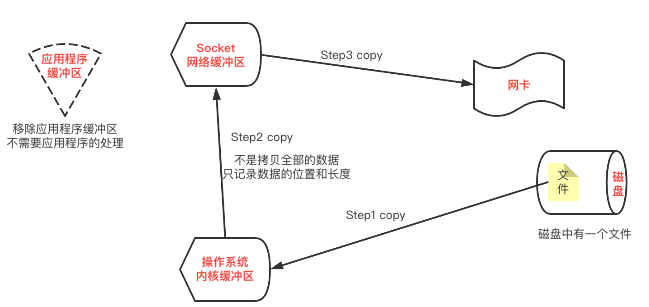 应用程序
缓冲区
移除应用程序缓冲区
不需要应用程序的处理
Socket
网络缓冲区
Step3 copy
网卡
Step2 copy
不是拷贝全部的数据
只记录数据的位置和长度
文
件
磁
盘
磁盘中有一个文件
Step1 copy
操作系统
内核缓冲区